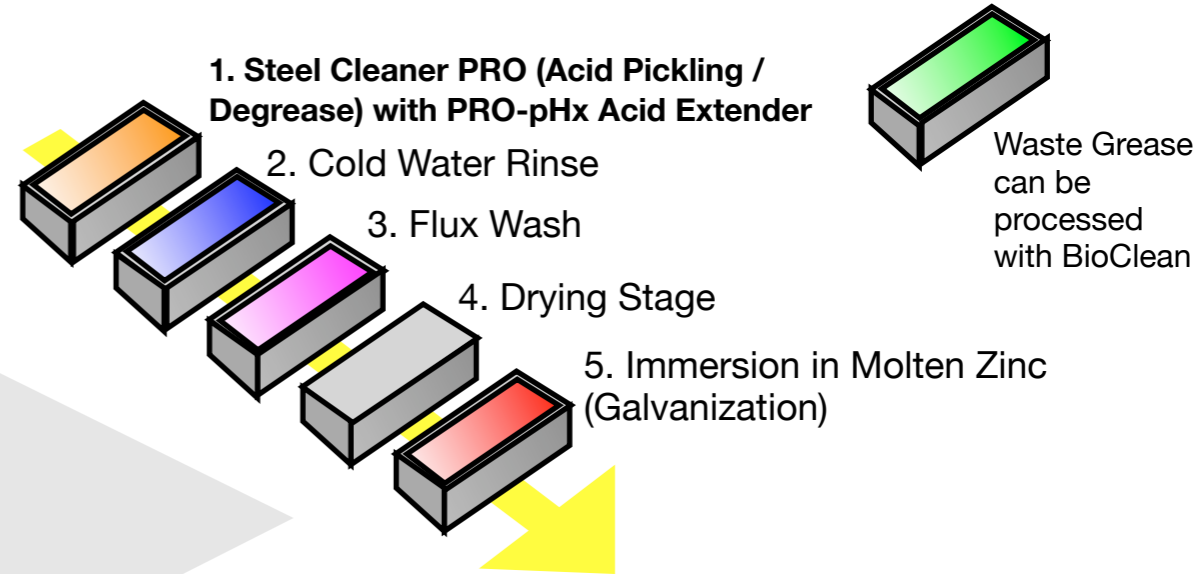 1. Steel Cleaner PRO (Acid Pickling /
Degrease) with PRO-pHx Acid Extender
2. Cold Water Rinse
3. Flux Wash
4. Drying Stage
5. Immersion in Molten Zinc
(Galvanization)
Waste Grease
can be
processed
with BioClean